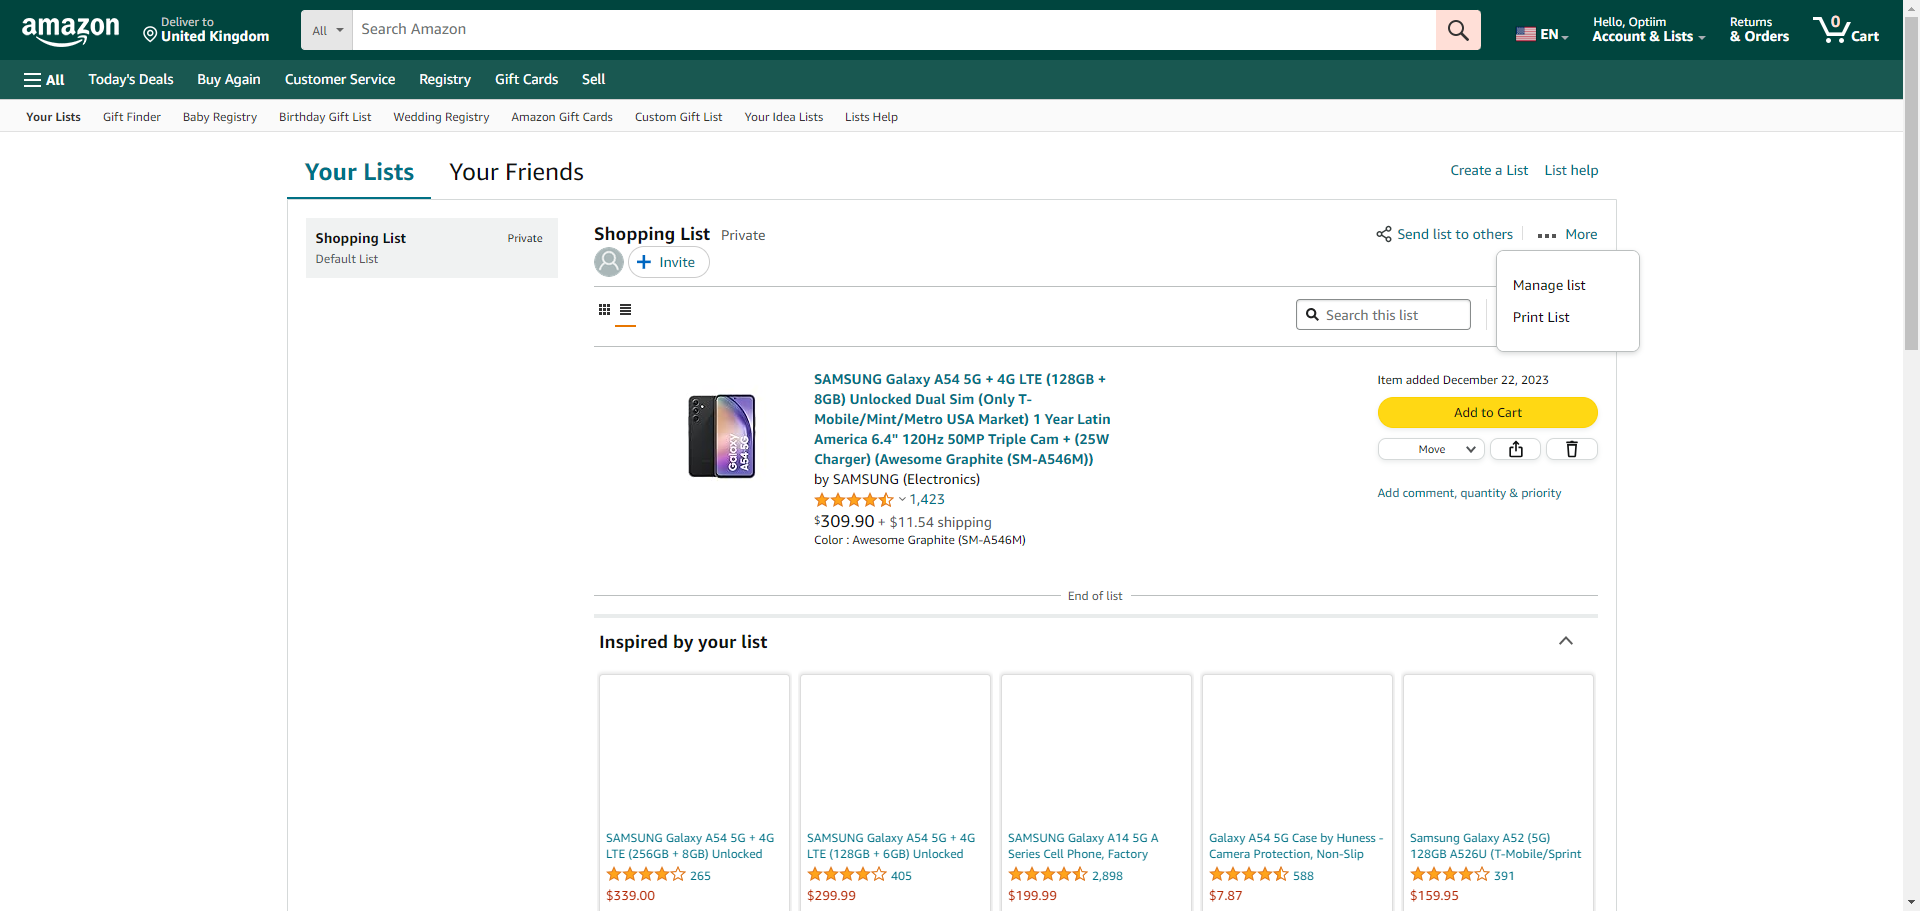 amazon
Deliver to
United Kingdom
All
Search Amazon
EN
Hello, Optiim
Account & Lists
Returns
& Orders
0
Cart
All
Today's Deals
Buy Again
Customer Service
Registry
Gift Cards
Sell
Your Lists
Gift Finder
Baby Registry
Birthday Gift List
Wedding Registry
Amazon Gift Cards
Custom Gift List
Your Idea Lists
Lists Help
Your Lists
Your Friends
Create a List
List help
Shopping List
Private
Default List
Shopping List
Private
Send list to others
More
Invite
Manage list
Print List
Search this list
Galaxy
A54 5G
SAMSUNG Galaxy A54 5G + 4G LTE (128GB +
8GB) Unlocked Dual Sim (Only T-
Mobile/Mint/Metro USA Market) 1 Year Latin
America 6.4" 120Hz 50MP Triple Cam + (25W
Charger) (Awesome Graphite (SM-A546M))
by SAMSUNG (Electronics)
1,423
$309.90 + $11.54 shipping
Color : Awesome Graphite (SM-A546M)
Item added December 22, 2023
Add to Cart
Move
Add comment, quantity & priority
End of list
Inspired by your list
SAMSUNG Galaxy A54 5G + 4G
LTE (256GB + 8GB) Unlocked
265
$339.00
SAMSUNG Galaxy A54 5G + 4G
LTE (128GB + 6GB) Unlocked
405
$299.99
SAMSUNG Galaxy A14 5G A
Series Cell Phone, Factory
2,898
$199.99
Galaxy A54 5G Case by Huness -
Camera Protection, Non-Slip
588
$7.87
Samsung Galaxy A52 (5G)
128GB A526U (T-Mobile/Sprint
391
$159.95